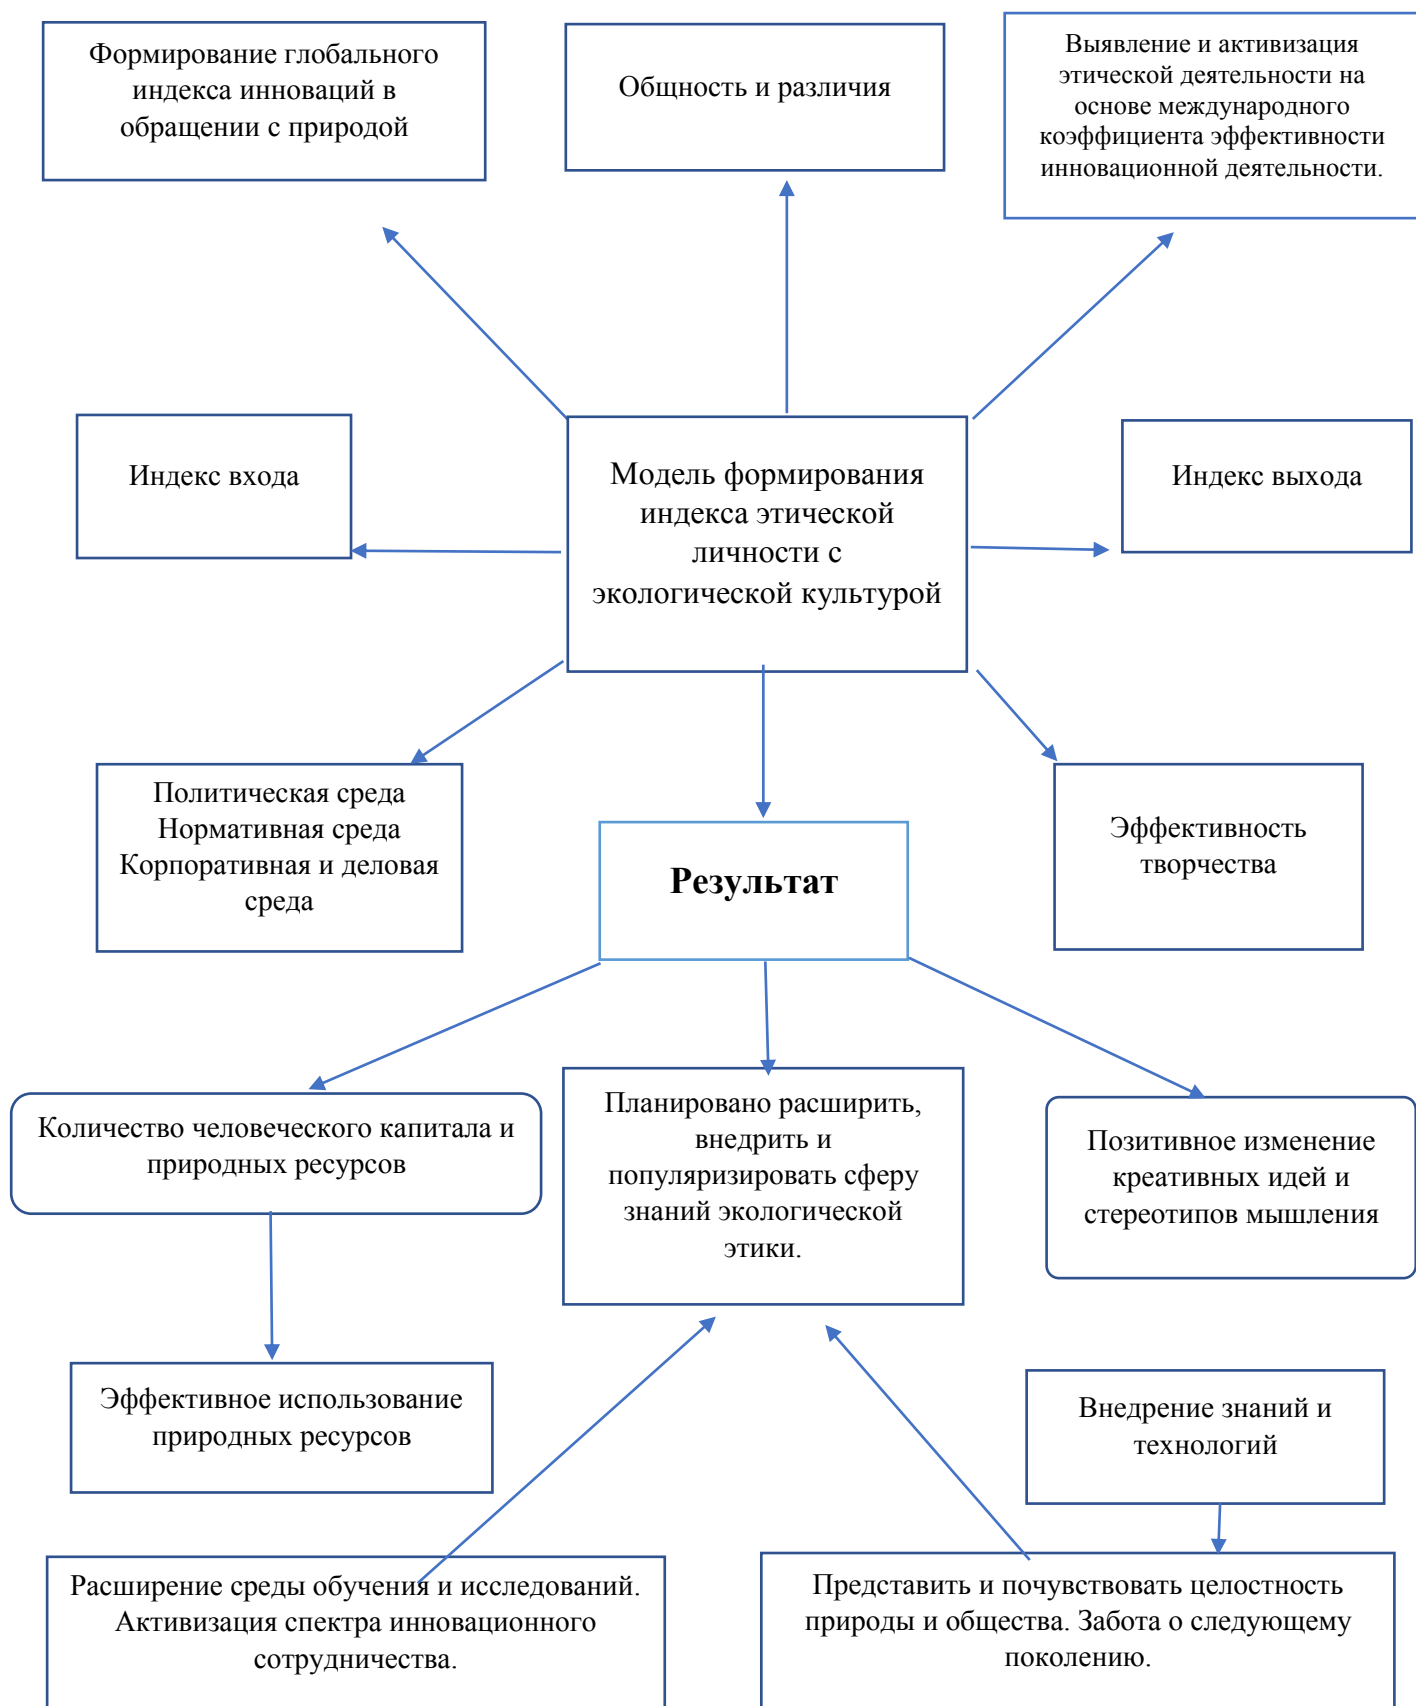 Формирование глобального
индекса инноваций в
обращении с природой
Общность и различия
Выявление и активизация
этической деятельности на
основе международного
коэффициента эффективности
инновационной деятельности.
Индекс входа
Модель формирования
индекса этической
личности с
экологической культурой
Индекс выхода
Политическая среда
Нормативная среда
Корпоративная и деловая
среда
Результат
Эффективность
творчества
Количество человеческого капитала и
природных ресурсов
Планировано расширить,
внедрить и
популяризировать сферу
знаний экологической
этики.
Позитивное изменение
креативных идей и
стереотипов мышления
Эффективное использование
природных ресурсов
Внедрение знаний и
технологий
Расширение среды обучения и исследований.
Активизация спектра инновационного
сотрудничества.
Представить и почувствовать целостность
природы и общества. Забота о следующему
поколению.